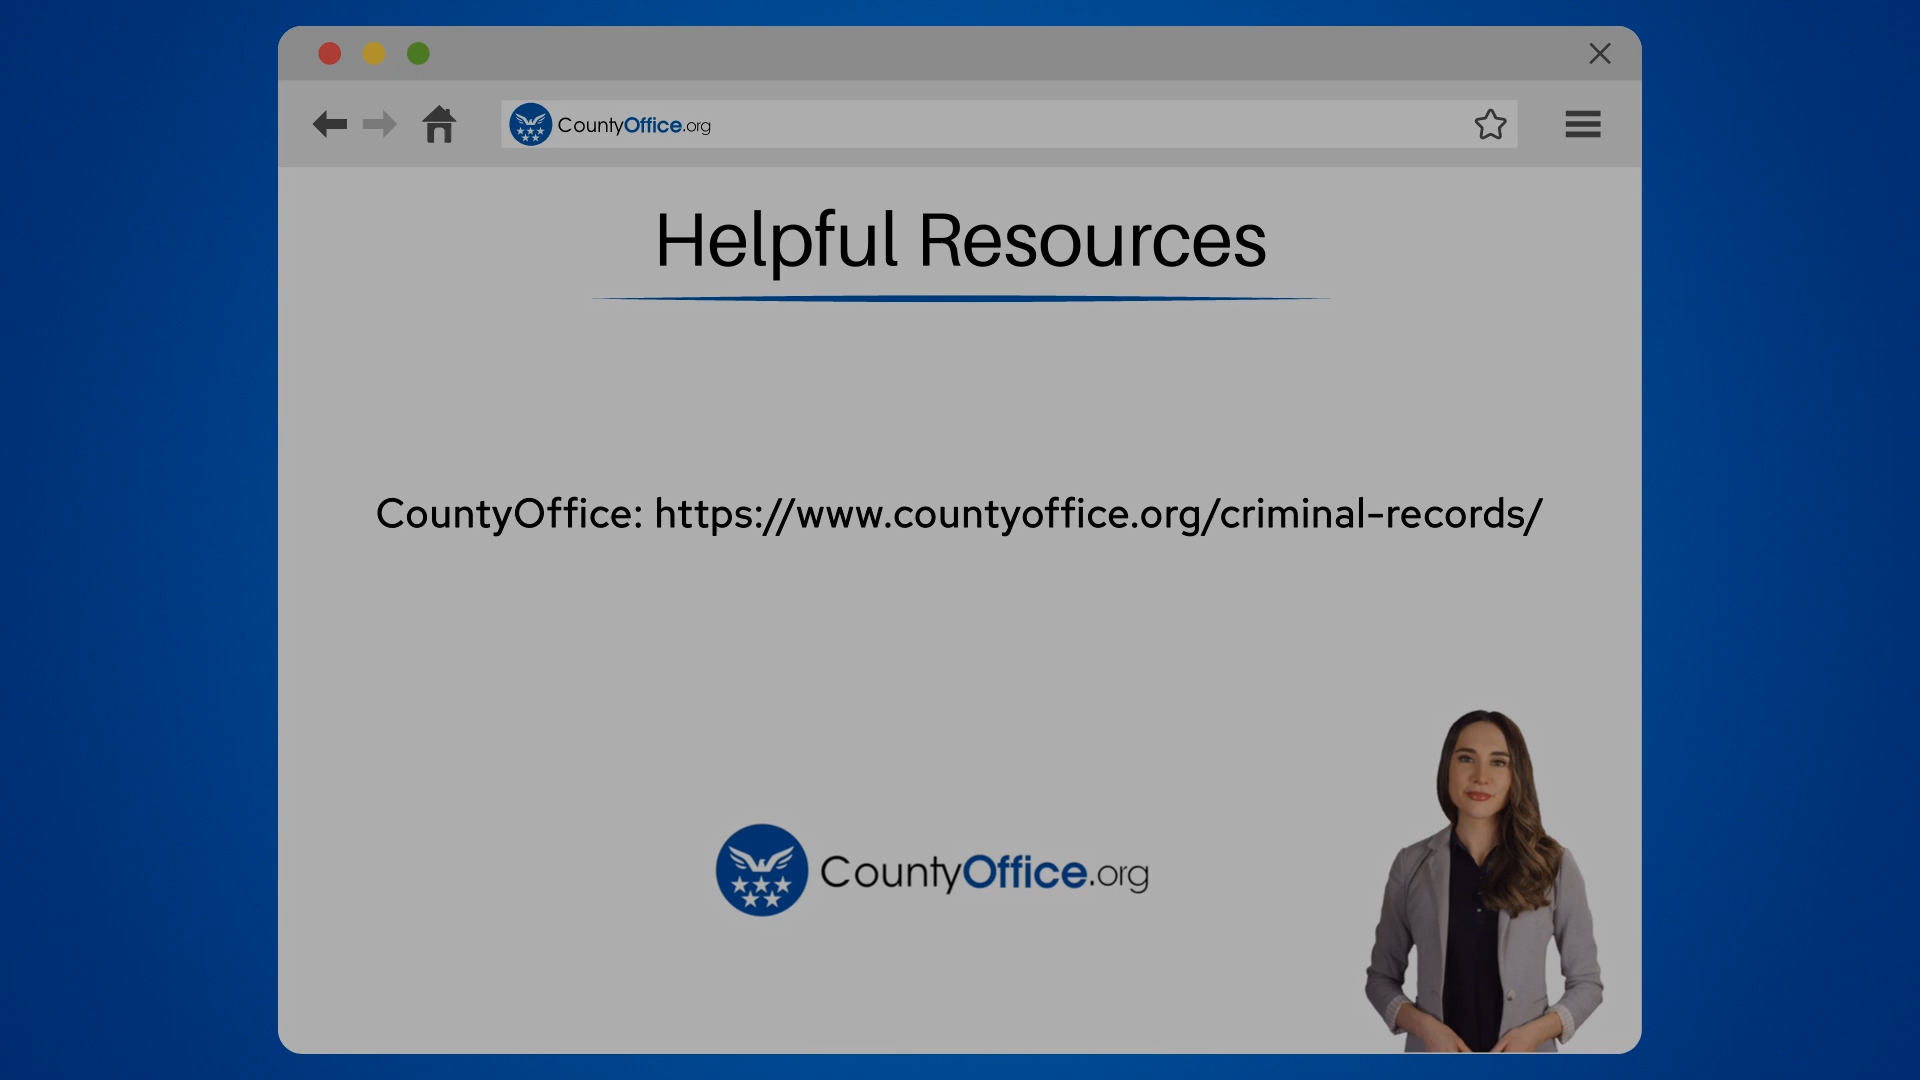 CountyOffice.org
Helpful Resources
CountyOffice: https://www.countyoffice.org/criminal-records/
CountyOffice.org